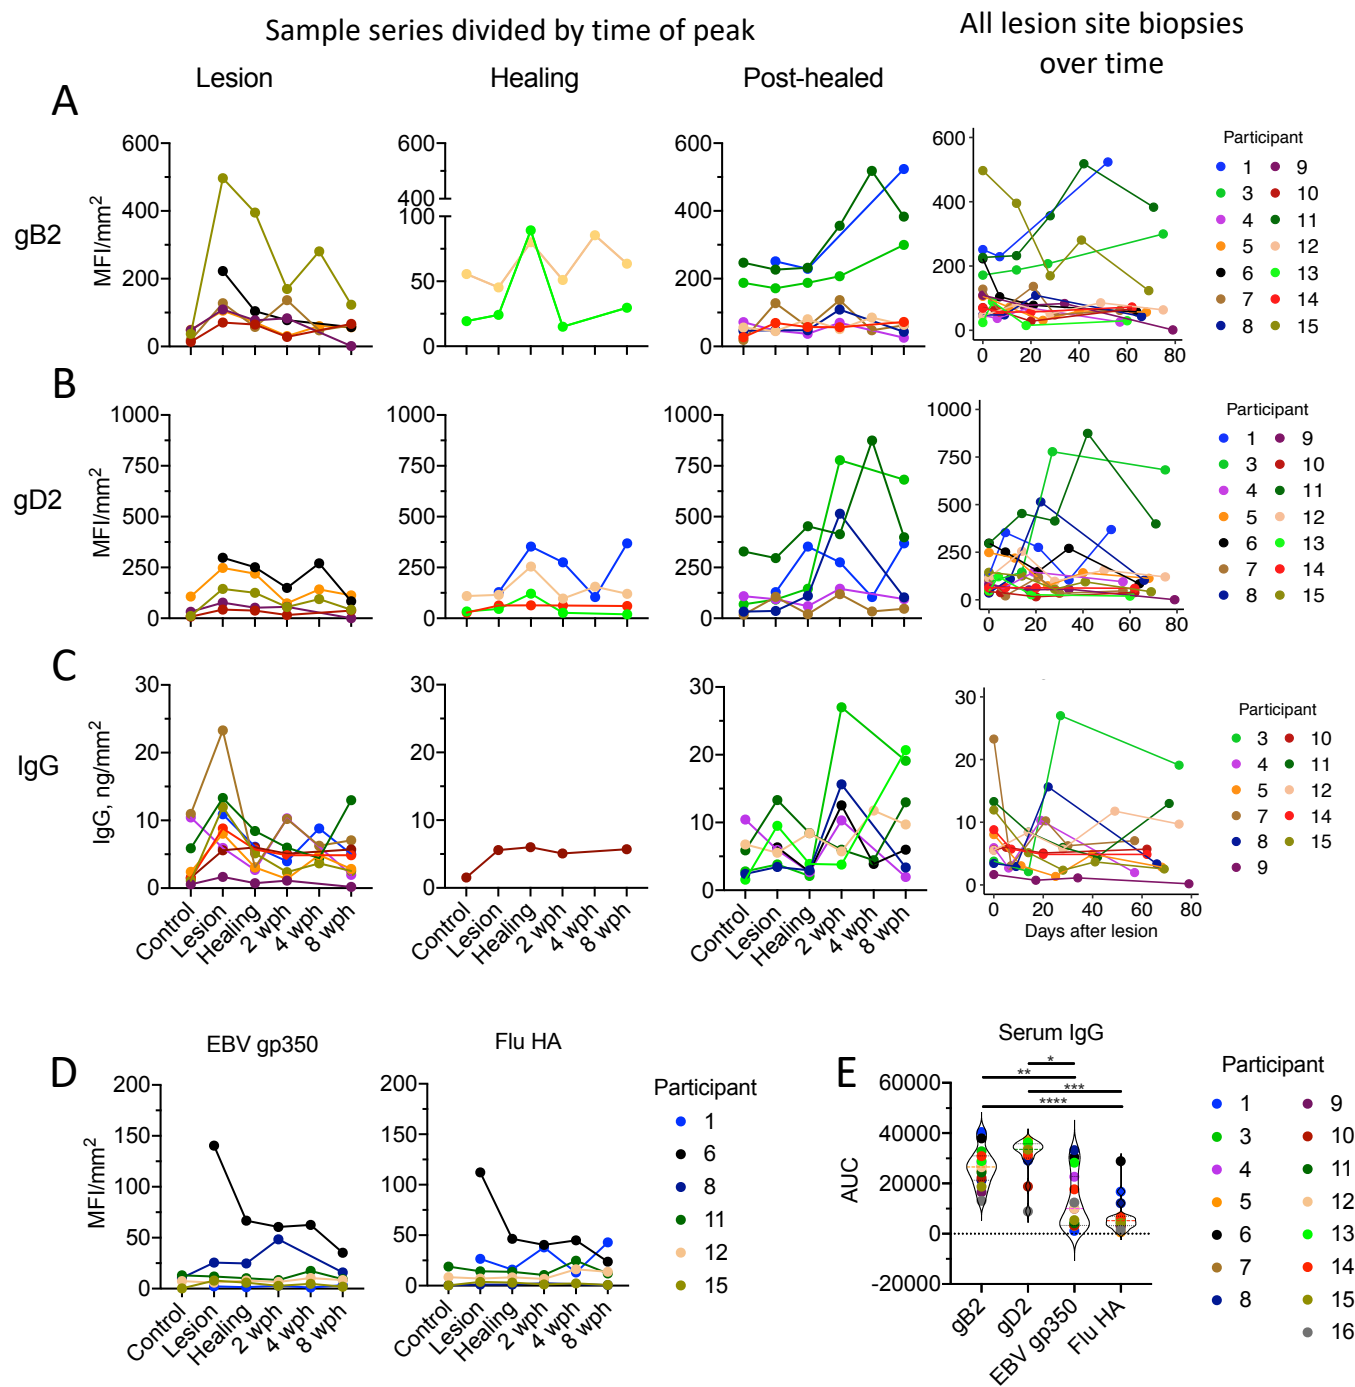 Sample series divided by time of peak
All lesion site biopsies
over time
Lesion
Healing
Post-healed
A
gB2
MFI/mm2
600
400
200
0
600
400
100
50
0
600
400
200
0
600
400
200
0
0 20 40 60 80
Participant
1 9
3 10
4 11
5 12
6 13
7 14
8 15
B
gD2
MFI/mm2
1000
750
500
250
0
1000
750
500
250
0
1000
750
500
250
0
1000
750
500
250
0
0 20 40 60 80
Participant
1 9
3 10
4 11
5 12
6 13
7 14
8 15
C
IgG
IgG, ng/mm2
30
20
10
0
Control
Lesion
Healing
2 wph
4 wph
8 wph
30
20
10
0
Control
Lesion
Healing
2 wph
4 wph
8 wph
30
20
10
0
Control
Lesion
Healing
2 wph
4 wph
8 wph
30
20
10
0
0 20 40 60 80
Days after lesion
Participant
3 10
4 11
5 12
7 14
8 15
9
D
EBV gp350
MFI/mm2
200
150
100
50
0
Control
Lesion
Healing
2 wph
4 wph
8 wph
Flu HA
200
150
100
50
0
Control
Lesion
Healing
2 wph
4 wph
8 wph
Participant
1
6
8
11
12
15
E
Serum IgG
*
**
***
****
AUC
60000
40000
20000
0
-20000
gB2
gD2
EBV gp350
Flu HA
Participant
1 9
3 10
4 11
5 12
6 13
7 14
8 15
16